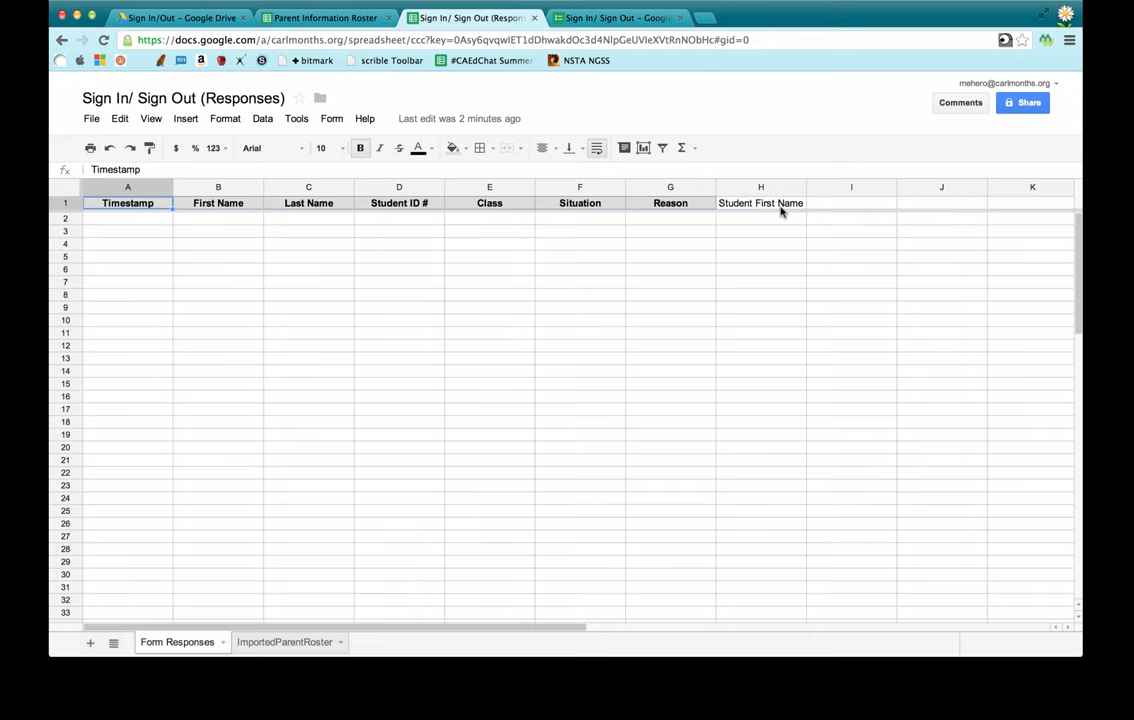 Sign In/Out – Google Drive
Parent Information Roster
Sign In/ Sign Out (Respons
Sign In/ Sign Out – Google
https://docs.google.com/a/carlmonths.org/spreadsheet/ccc?key=0Asy6qvqwlET1dDhwakdOc3d4NlpGeUVIeXVtRnNObHc#gid=0
+ bitmark
scrible Toolbar
#CAEdChat Summer
NSTA NGSS
mehero@carlmonths.org
Sign In/ Sign Out (Responses)
Comments
Share
File Edit View Insert Format Data Tools Form Help Last edit was 2 minutes ago
$ % 123 Arial 10 B I S A Σ
fx Timestamp
A B C D E F G H I J K
1 Timestamp First Name Last Name Student ID # Class Situation Reason Student First Name
2
3
4
5
6
7
8
9
10
11
12
13
14
15
16
17
18
19
20
21
22
23
24
25
26
27
28
29
30
31
32
33
+ Form Responses ImportedParentRoster